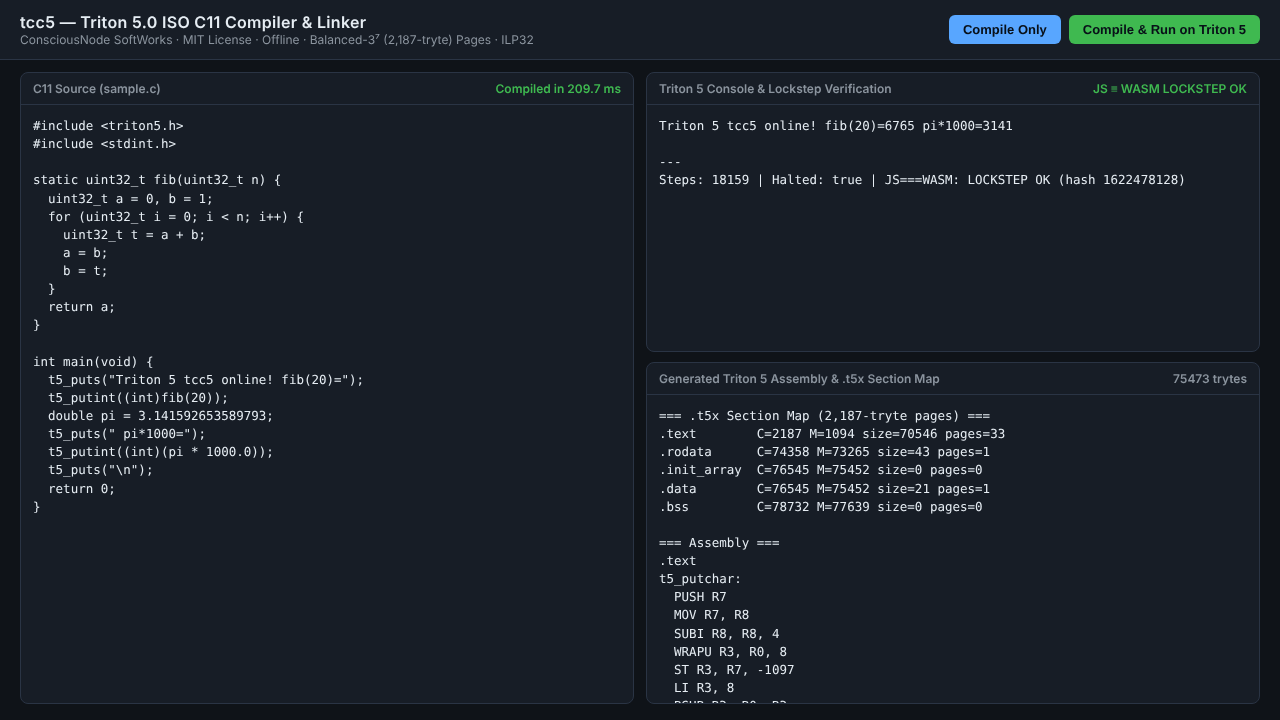 tcc5 — Triton 5.0 ISO C11 Compiler & Linker
ConsciousNode SoftWorks · MIT License · Offline · Balanced-3⁷ (2,187-tryte) Pages · ILP32
Compile Only
Compile & Run on Triton 5
C11 Source (sample.c)
Compiled in 209.7 ms
#include <triton5.h>
#include <stdint.h>

static uint32_t fib(uint32_t n) {
  uint32_t a = 0, b = 1;
  for (uint32_t i = 0; i < n; i++) {
    uint32_t t = a + b;
    a = b;
    b = t;
  }
  return a;
}

int main(void) {
  t5_puts("Triton 5 tcc5 online! fib(20)=");
  t5_putint((int)fib(20));
  double pi = 3.141592653589793;
  t5_puts(" pi*1000=");
  t5_putint((int)(pi * 1000.0));
  t5_puts("\n");
  return 0;
}
Triton 5 Console & Lockstep Verification
JS ≡ WASM LOCKSTEP OK
Triton 5 tcc5 online! fib(20)=6765 pi*1000=3141

---
Steps: 18159 | Halted: true | JS===WASM: LOCKSTEP OK (hash 1622478128)
Generated Triton 5 Assembly & .t5x Section Map
75473 trytes
=== .t5x Section Map (2,187-tryte pages) ===
.text        C=2187 M=1094 size=70546 pages=33
.rodata      C=74358 M=73265 size=43 pages=1
.init_array  C=76545 M=75452 size=0 pages=0
.data        C=76545 M=75452 size=21 pages=1
.bss         C=78732 M=77639 size=0 pages=0

=== Assembly ===
.text
t5_putchar:
  PUSH R7
  MOV R7, R8
  SUBI R8, R8, 4
  WRAPU R3, R0, 8
  ST R3, R7, -1097
  LI R3, 8